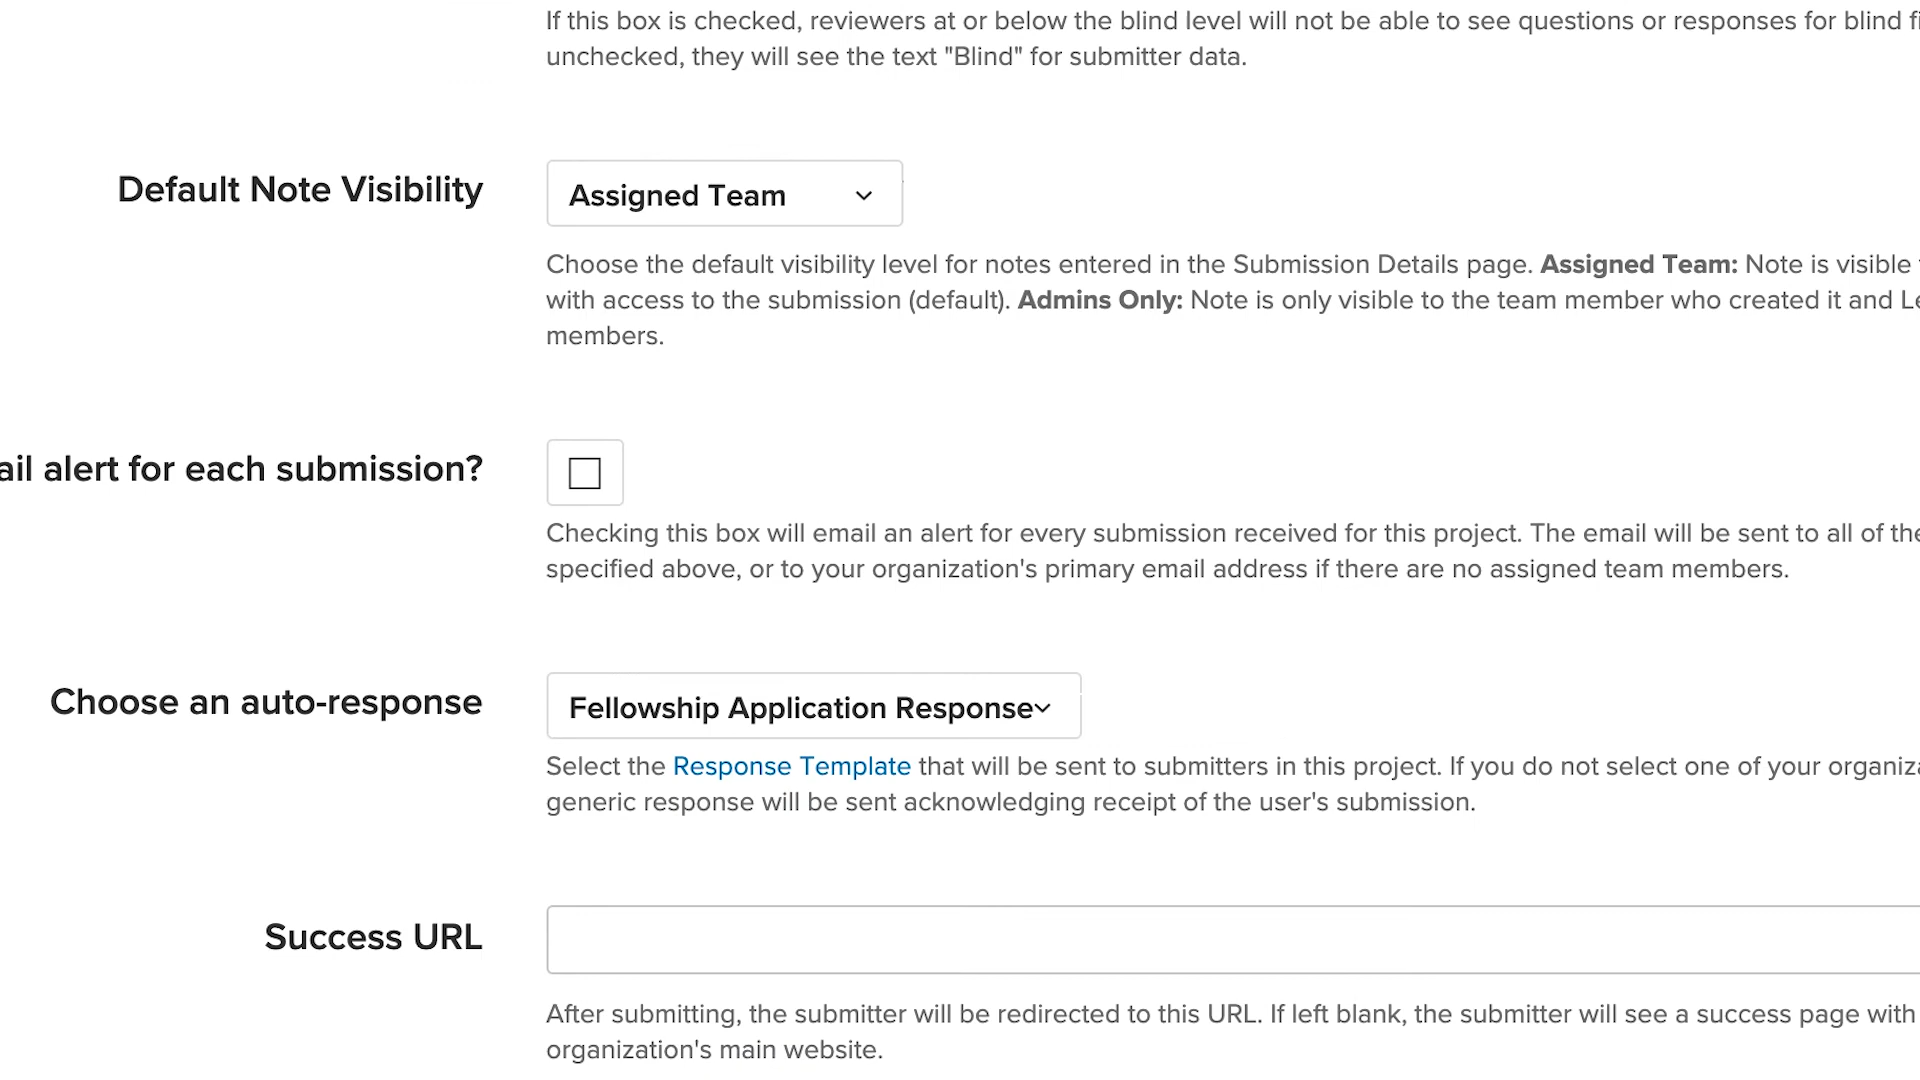 If this box is checked, reviewers at or below the blind level will not be able to see questions or responses for blind
unchecked, they will see the text "Blind" for submitter data.
Default Note Visibility
Assigned Team
Choose the default visibility level for notes entered in the Submission Details page. Assigned Team: Note is visible
with access to the submission (default). Admins Only: Note is only visible to the team member who created it and
members.
alert for each submission?
Checking this box will email an alert for every submission received for this project. The email will be sent to all of
specified above, or to your organization's primary email address if there are no assigned team members.
Choose an auto-response
Fellowship Application Response
Select the Response Template that will be sent to submitters in this project. If you do not select one of your
generic response will be sent acknowledging receipt of the user's submission.
Success URL
After submitting, the submitter will be redirected to this URL. If left blank, the submitter will see a success page with
organization's main website.